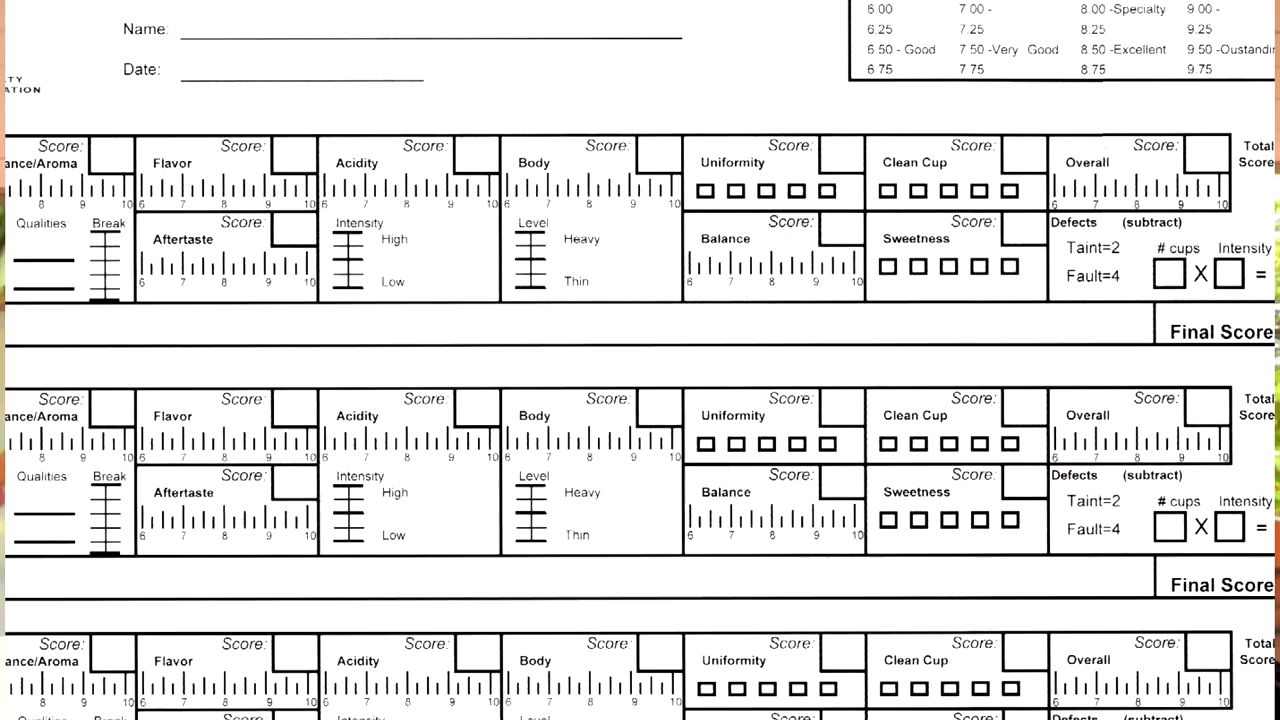 6.00 7.00 - 8.00 -Specialty 9.00 -
Name:
6.25 7.25 8.25 9.25
6.50 - Good 7.50 -Very Good 8.50 -Excellent 9.50 -Oustandi
Date:
6.75 7.75 8.75 9.75
TY
ATION
Score: Score: Score: Score: Score: Score: Score: Total
ance/Aroma Flavor Acidity Body Uniformity Clean Cup Overall Score
8 9 10 6 7 8 9 10 6 7 8 9 10 6 7 8 9 10 6 7 8 9 10
Qualities Break Score: Intensity Level Score: Score: Defects (subtract)
Aftertaste High Heavy Balance Sweetness Taint=2 # cups Intensity
6 7 8 9 10 Low Thin 6 7 8 9 10 Fault=4 X =
Final Score
Score: Score: Score: Score: Score: Score: Score: Total
ance/Aroma Flavor Acidity Body Uniformity Clean Cup Overall Score
8 9 10 6 7 8 9 10 6 7 8 9 10 6 7 8 9 10 6 7 8 9 10
Qualities Break Score: Intensity Level Score: Score: Defects (subtract)
Aftertaste High Heavy Balance Sweetness Taint=2 # cups Intensity
6 7 8 9 10 Low Thin 6 7 8 9 10 Fault=4 X =
Final Score
Score: Score: Score: Score: Score: Score: Score: Total
ance/Aroma Flavor Acidity Body Uniformity Clean Cup Overall Score
8 9 10 6 7 8 9 10 6 7 8 9 10 6 7 8 9 10 6 7 8 9 10
Qualities Break Score: Intensity Level Score: Score: Defects (subtract)